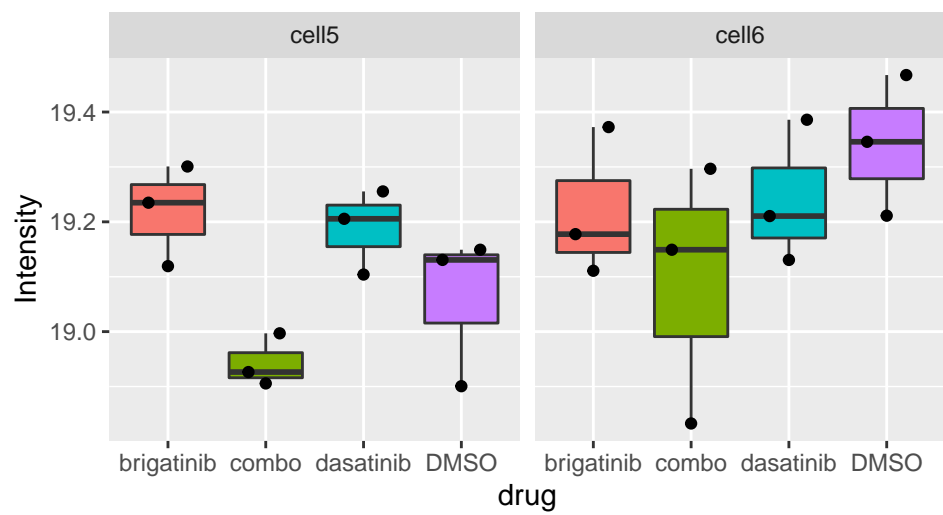 cell5 cell6
Intensity
19.4
19.2
19.0
brigatinib combo dasatinib DMSO brigatinib combo dasatinib DMSO
drug